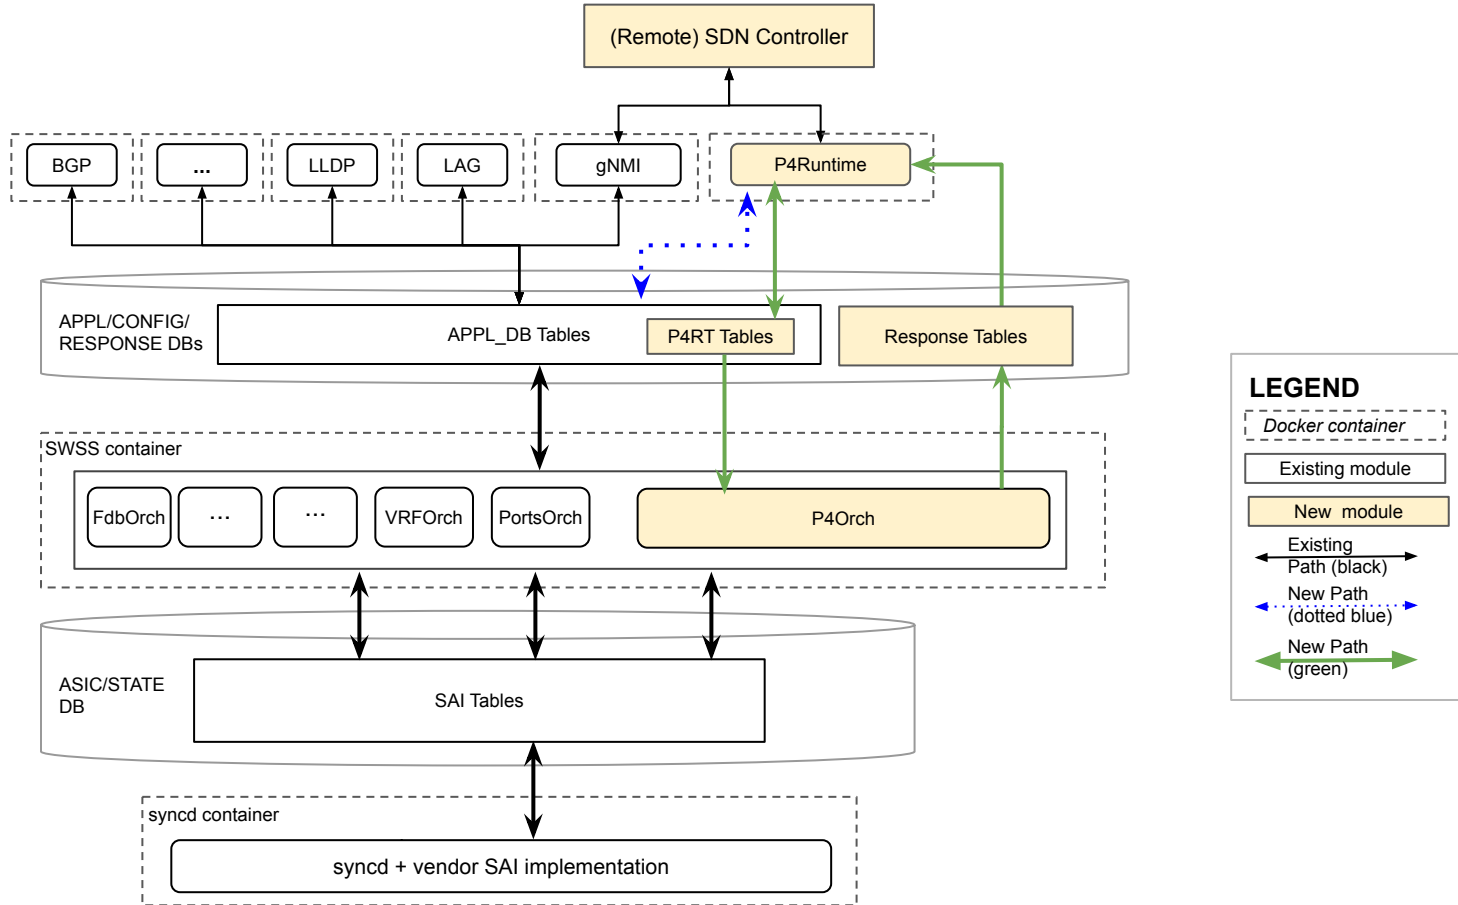 (Remote) SDN Controller
BGP
...
LLDP
LAG
gNMI
P4Runtime
APPL/CONFIG/
RESPONSE DBs
APPL_DB Tables
P4RT Tables
Response Tables
SWSS container
FdbOrch
...
...
VRFOrch
PortsOrch
P4Orch
ASIC/STATE
DB
SAI Tables
syncd container
syncd + vendor SAI implementation
LEGEND
Docker container
Existing module
New module
Existing
Path (black)
New Path
(dotted blue)
New Path
(green)